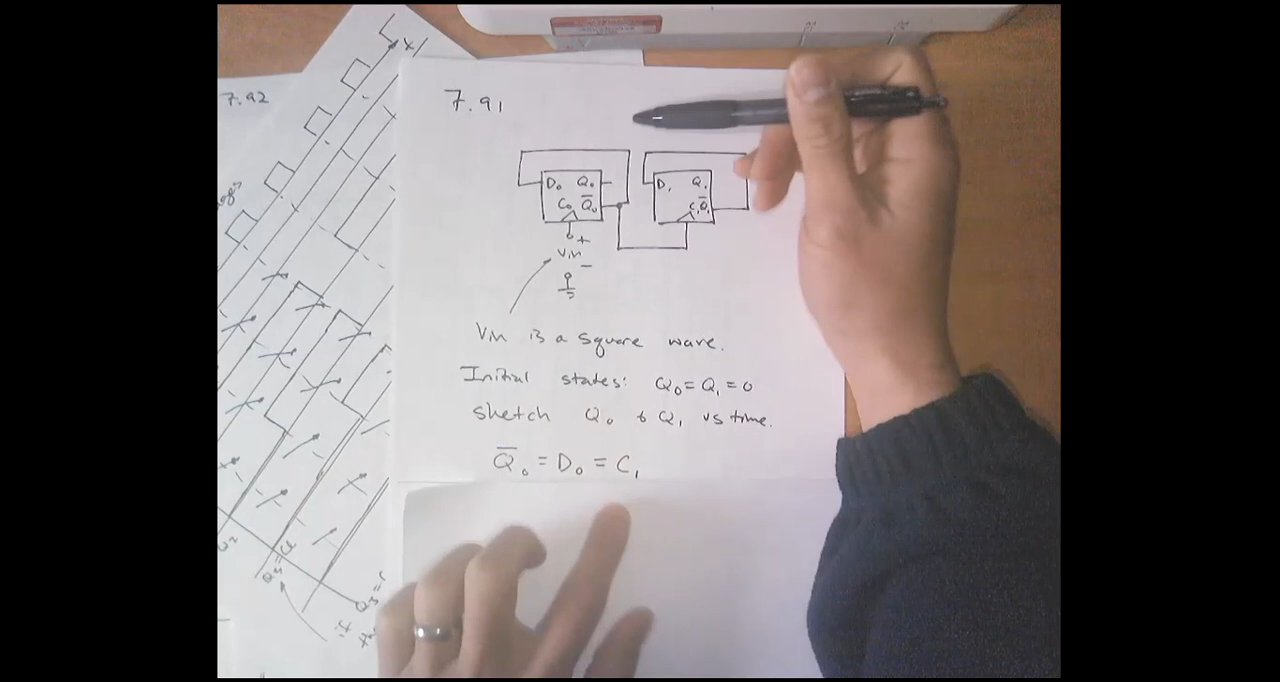 7.92
7.91
D₀ Q₀
C₀ Q̅₀
D₁ Q₁
C₁ Q̅₁
+
VIN
−
VIN is a square wave.
Initial states: Q₀ = Q₁ = 0
Sketch Q₀ & Q₁ vs time.
Q̅₀ = D₀ = C₁
if